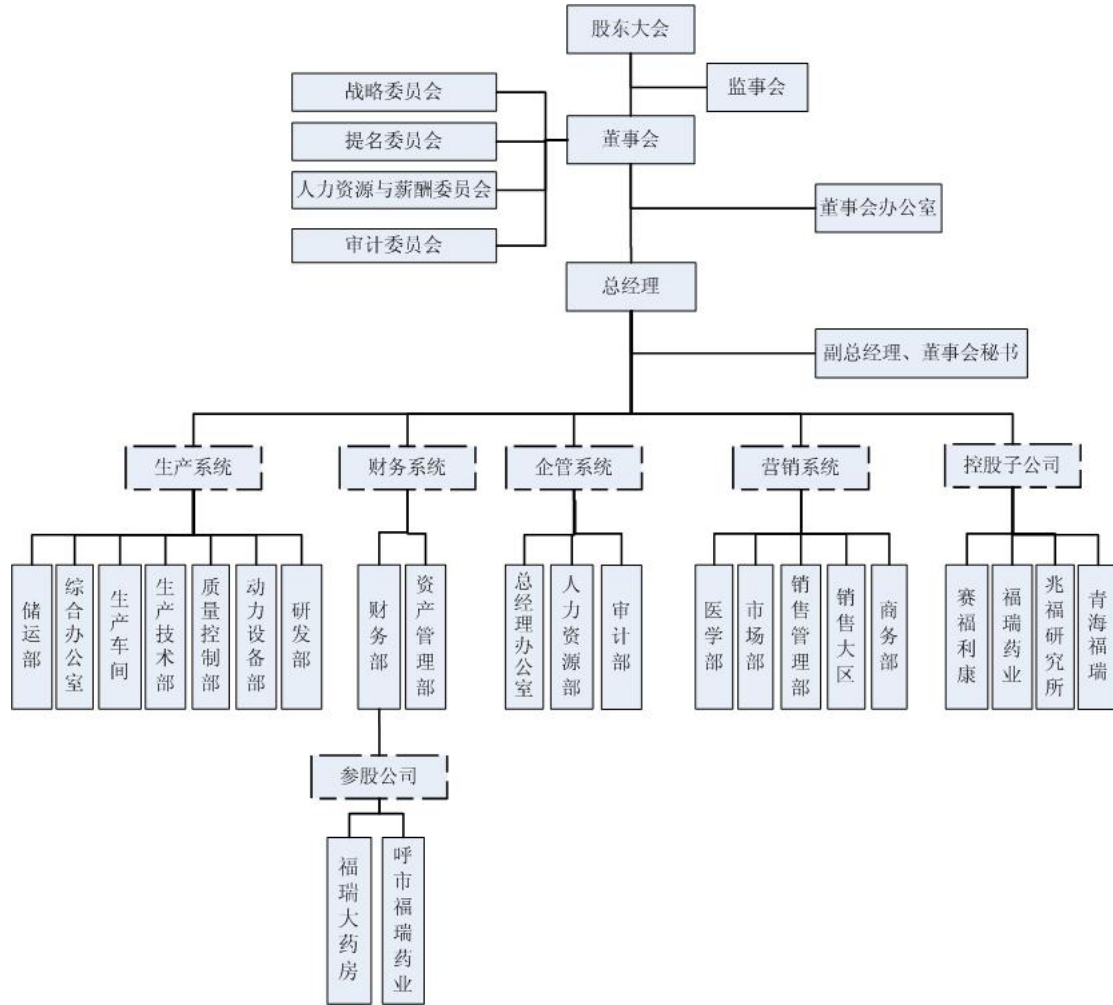 股东大会
监事会
战略委员会
董事会
提名委员会
人力资源与薪酬委员会
董事会办公室
审计委员会
总经理
副总经理、董事会秘书
生产系统
财务系统
企管系统
营销系统
控股子公司
储运部
综合办公室
生产车间
生产技术部
质量控制部
动力设备部
研发部
财务部
资产管理部
总经理办公室
人力资源部
审计部
医学部
市场部
销售管理部
销售大区
商务部
赛福利康
福瑞药业
兆福研究所
青海福瑞
参股公司
福瑞大药房
呼市福瑞药业